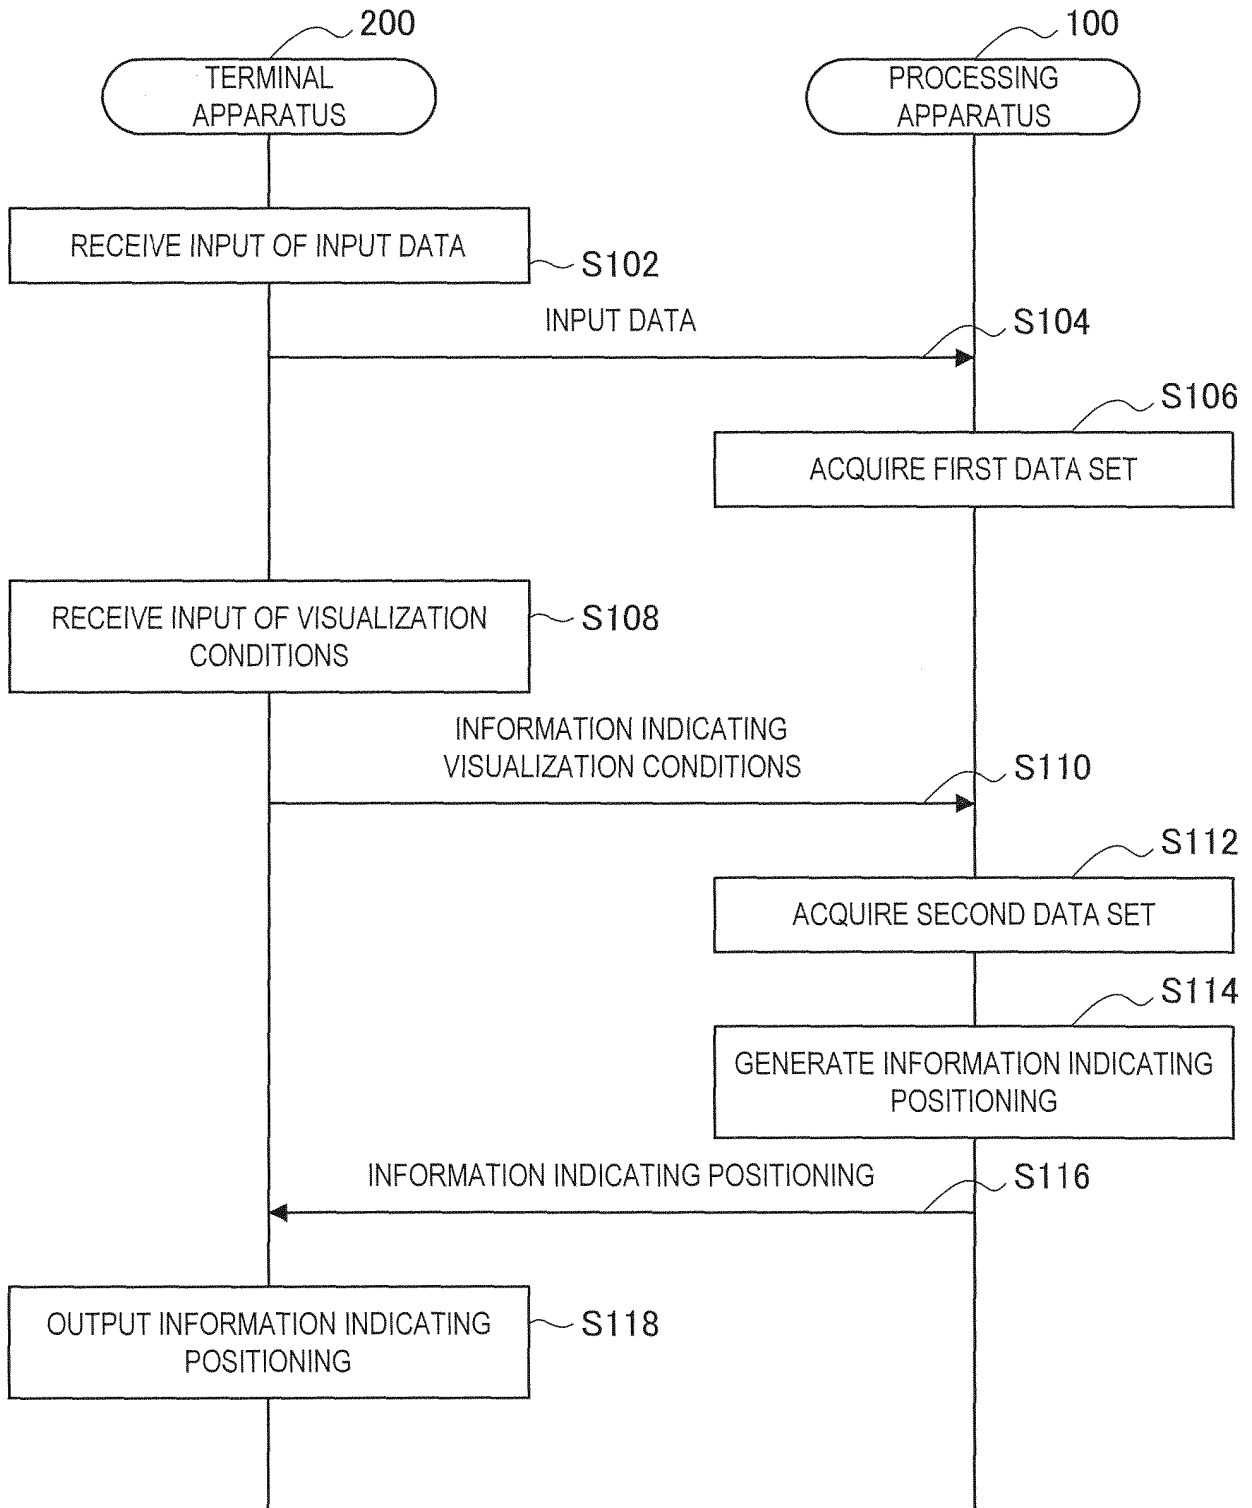 200
100
TERMINAL
APPARATUS
PROCESSING
APPARATUS
RECEIVE INPUT OF INPUT DATA
S102
INPUT DATA
S104
S106
ACQUIRE FIRST DATA SET
RECEIVE INPUT OF VISUALIZATION
CONDITIONS
S108
INFORMATION INDICATING
VISUALIZATION CONDITIONS
S110
S112
ACQUIRE SECOND DATA SET
S114
GENERATE INFORMATION INDICATING
POSITIONING
INFORMATION INDICATING POSITIONING
S116
OUTPUT INFORMATION INDICATING
POSITIONING
S118